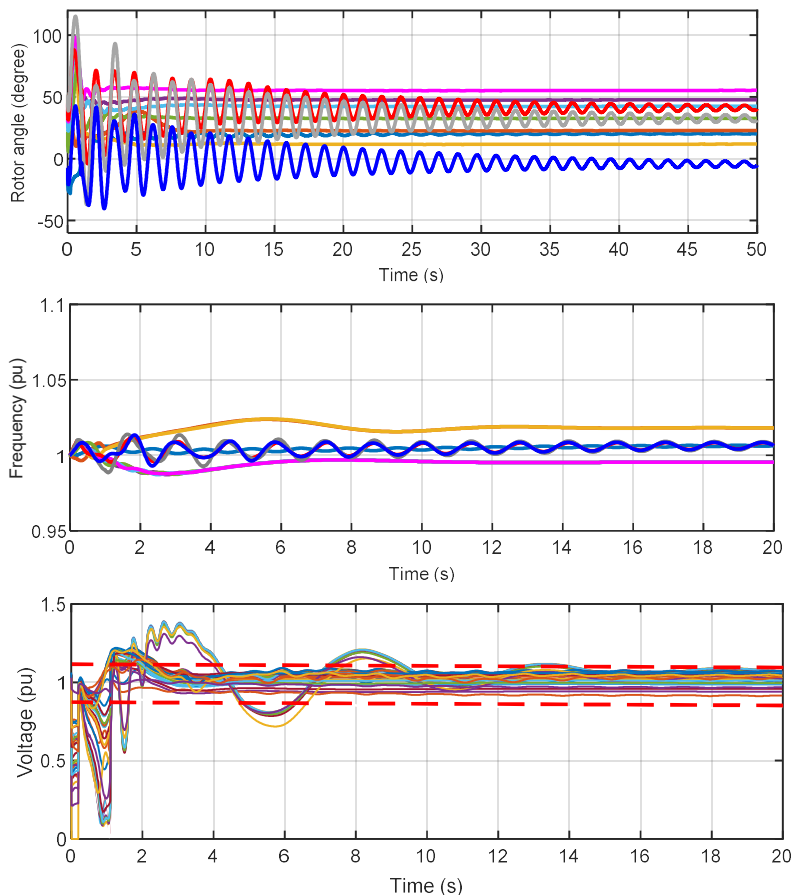 Rotor angle (degree)
100
50
0
-50
0 5 10 15 20 25 30 35 40 45 50
Time (s)
Frequency (pu)
1.1
1.05
1
0.95
0 2 4 6 8 10 12 14 16 18 20
Time (s)
Voltage (pu)
1.5
1
0.5
0
0 2 4 6 8 10 12 14 16 18 20
Time (s)